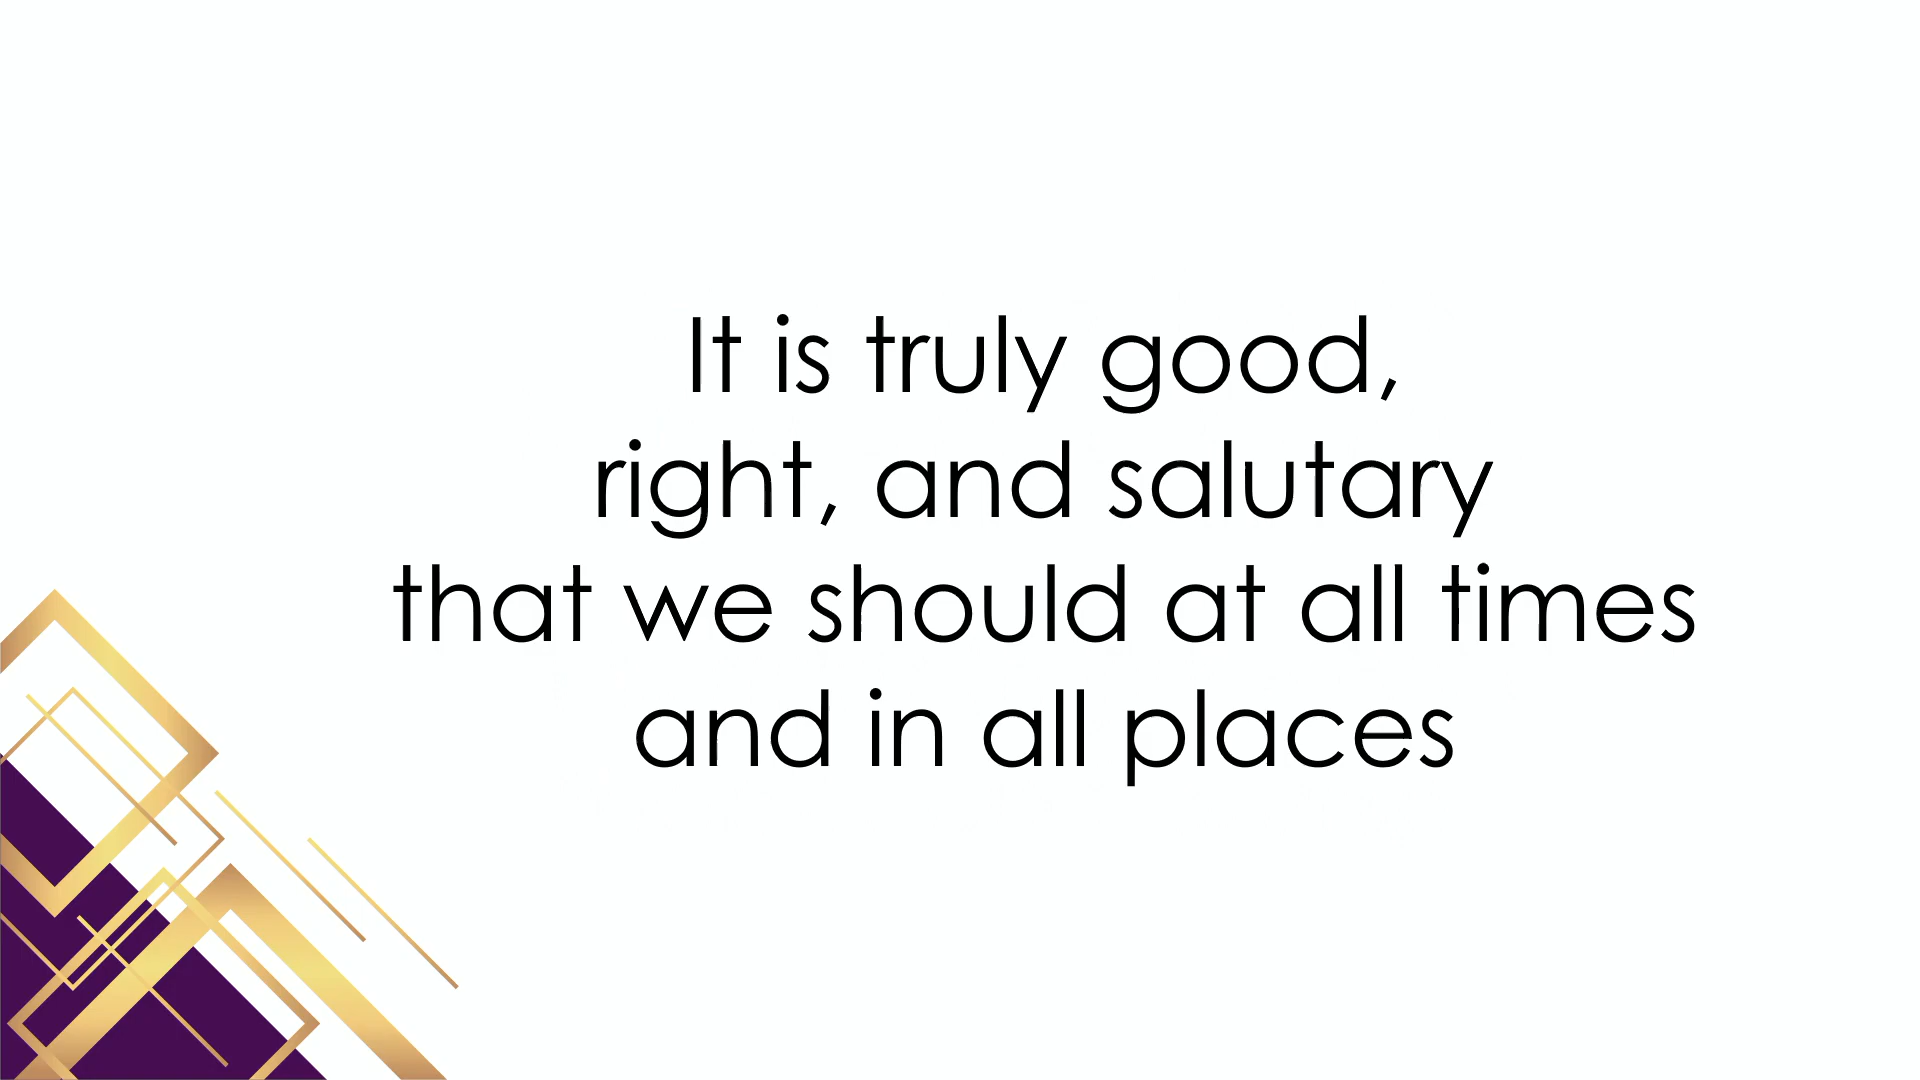 It is truly good,
right, and salutary
that we should at all times
and in all places